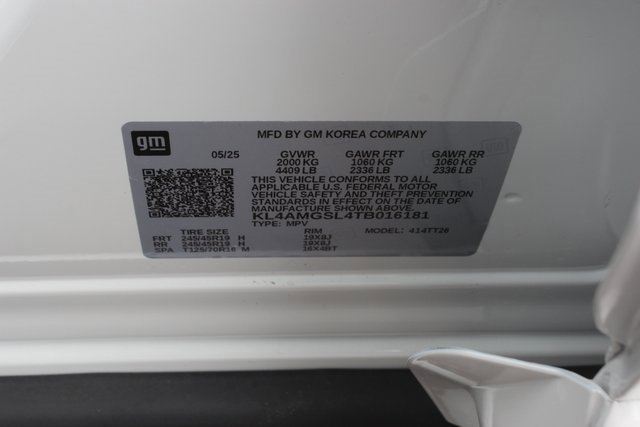 gm
MFD BY GM KOREA COMPANY
05/25 GVWR GAWR FRT GAWR RR
2000 KG 1060 KG 1060 KG
4409 LB 2336 LB 2336 LB
THIS VEHICLE CONFORMS TO ALL
APPLICABLE U.S. FEDERAL MOTOR
VEHICLE SAFETY AND THEFT PREVENTION
STANDARDS IN EFFECT ON THE DATE OF
MANUFACTURE SHOWN ABOVE.
KL4AMGSL4TB016181
TYPE: MPV MODEL: 414TT26
TIRE SIZE RIM
FRT 245/45R19 H 19X8J
RR 245/45R19 H 19X8J
SPA T125/70R16 M 16X4BT